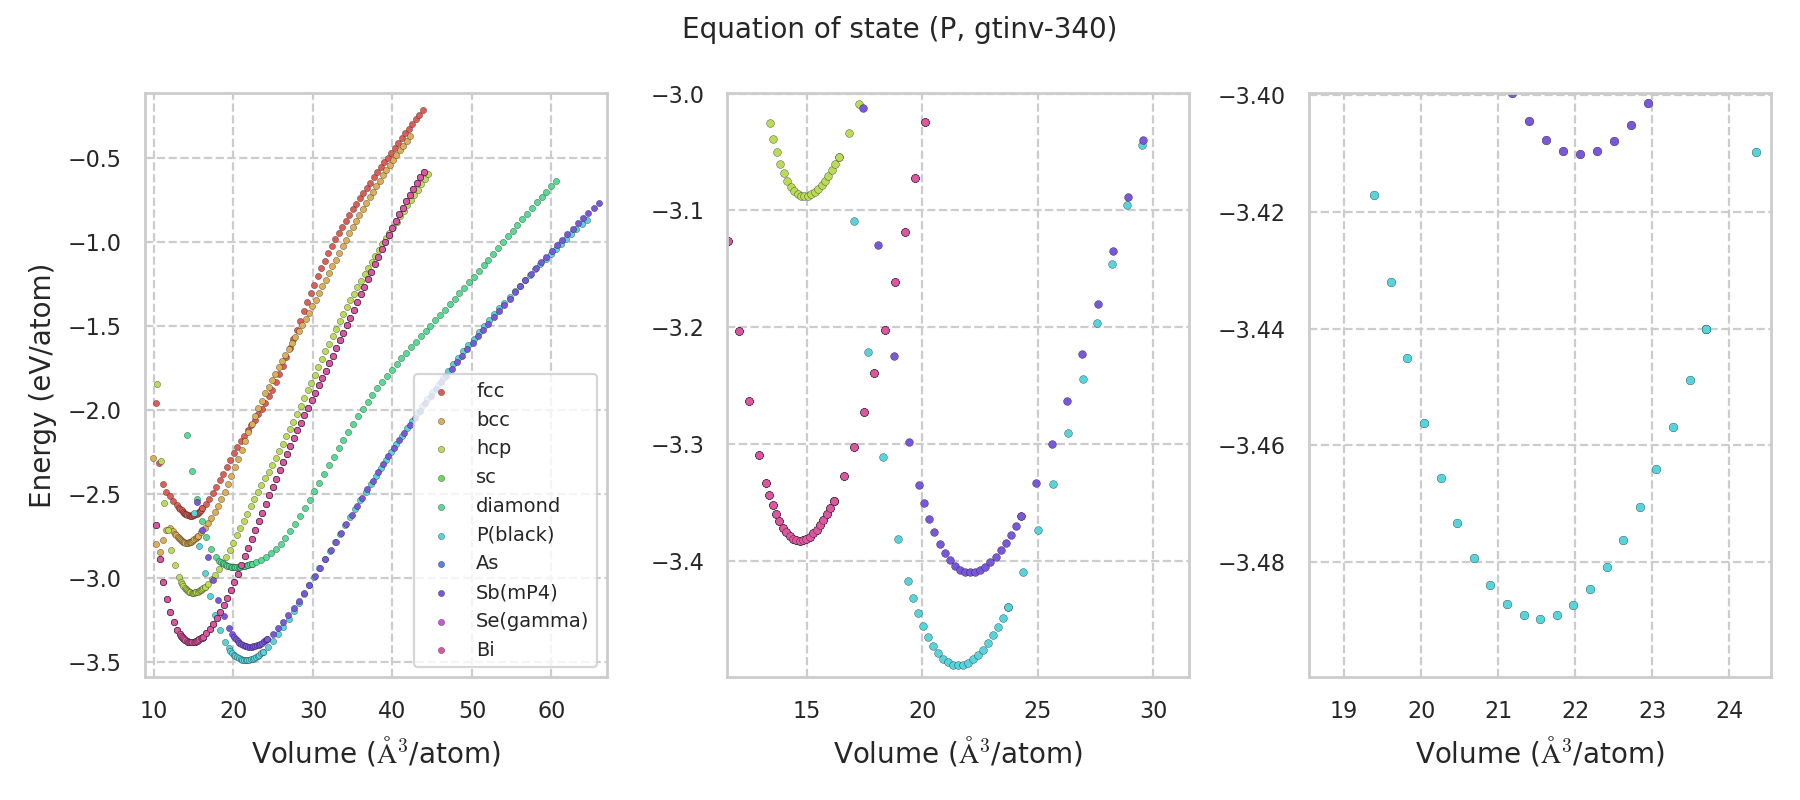 Equation of state (P, gtinv-340)
Energy (eV/atom)
−0.5
−1.0
−1.5
−2.0
−2.5
−3.0
−3.5
10 20 30 40 50 60
Volume (Å³/atom)
fcc
bcc
hcp
sc
diamond
P(black)
As
Sb(mP4)
Se(gamma)
Bi
−3.0
−3.1
−3.2
−3.3
−3.4
15 20 25 30
Volume (Å³/atom)
−3.40
−3.42
−3.44
−3.46
−3.48
19 20 21 22 23 24
Volume (Å³/atom)